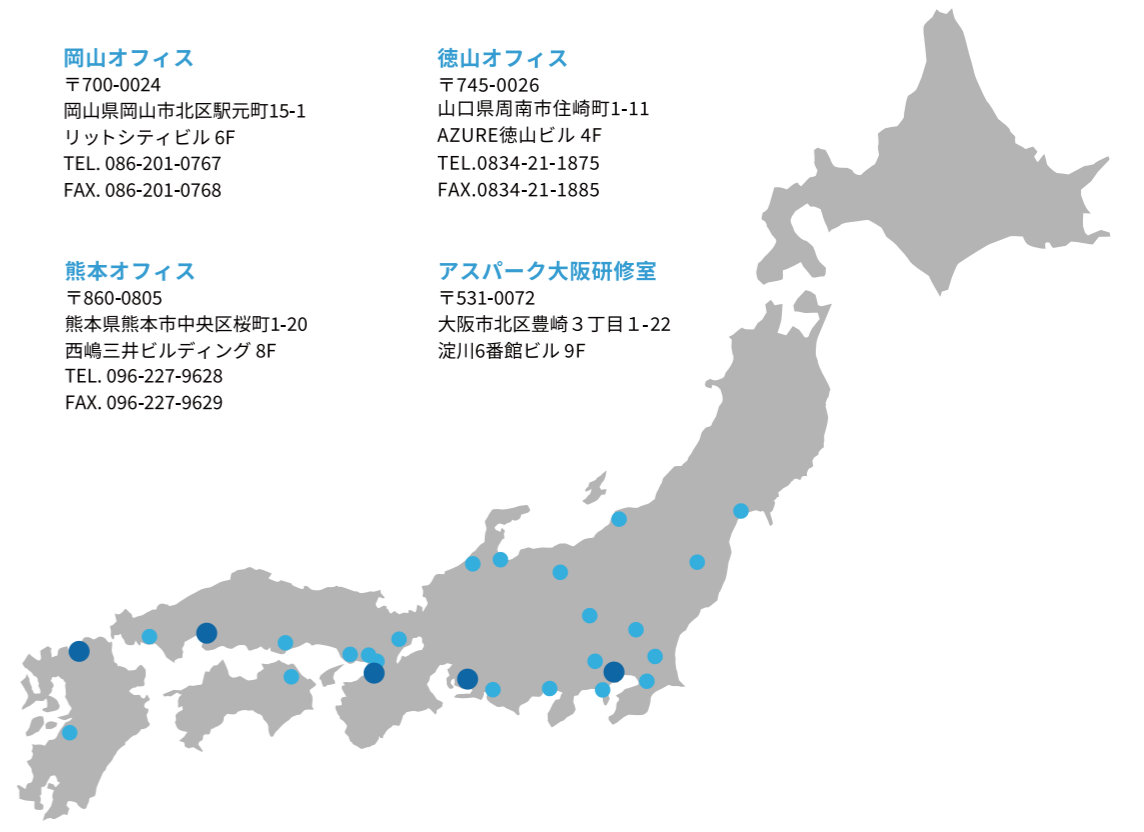 岡山オフィス
〒700-0024
岡山県岡山市北区駅元町15-1
リットシティビル 6F
TEL. 086-201-0767
FAX. 086-201-0768
徳山オフィス
〒745-0026
山口県周南市住崎町1-11
AZURE徳山ビル 4F
TEL.0834-21-1875
FAX.0834-21-1885
熊本オフィス
〒860-0805
熊本県熊本市中央区桜町1-20
西嶋三井ビルディング 8F
TEL. 096-227-9628
FAX. 096-227-9629
アスパーク大阪研修室
〒531-0072
大阪市北区豊崎３丁目１-22
淀川6番館ビル 9F